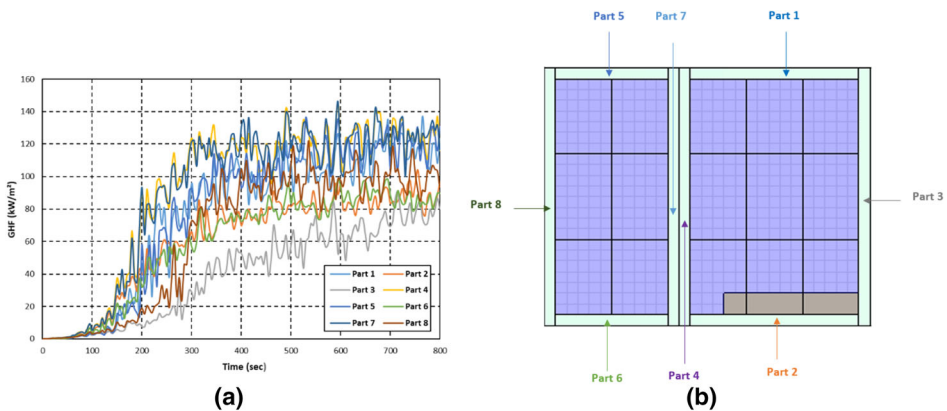 160
140
120
100
80
60
40
20
0
GHF (kW/m²)
0 100 200 300 400 500 600 700 800
Time (sec)
Part 1 Part 2
Part 3 Part 4
Part 5 Part 6
Part 7 Part 8
(a)
Part 5 Part 7 Part 1
Part 8
Part 3
Part 6 Part 4 Part 2
(b)